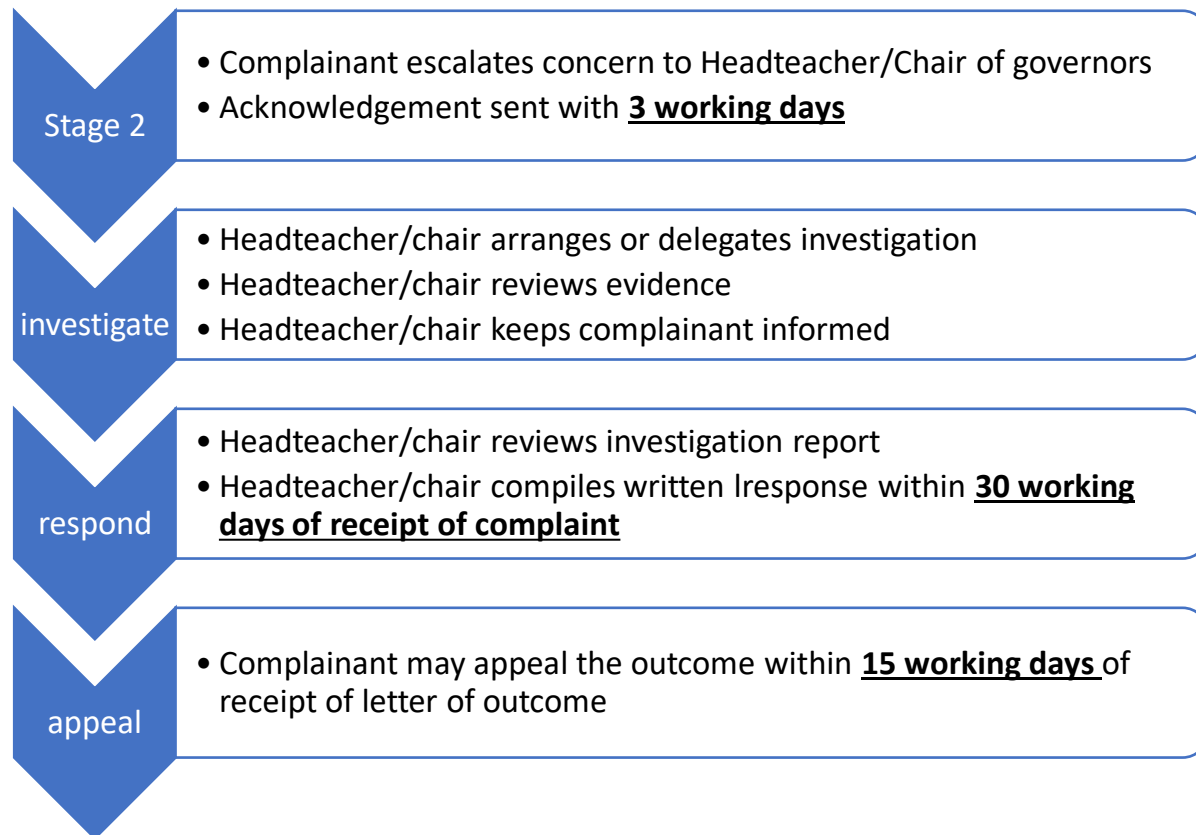 Stage 2
• Complainant escalates concern to Headteacher/Chair of governors
• Acknowledgement sent with 3 working days
investigate
• Headteacher/chair arranges or delegates investigation
• Headteacher/chair reviews evidence
• Headteacher/chair keeps complainant informed
respond
• Headteacher/chair reviews investigation report
• Headteacher/chair compiles written lresponse within 30 working
days of receipt of complaint
appeal
• Complainant may appeal the outcome within 15 working days of
receipt of letter of outcome